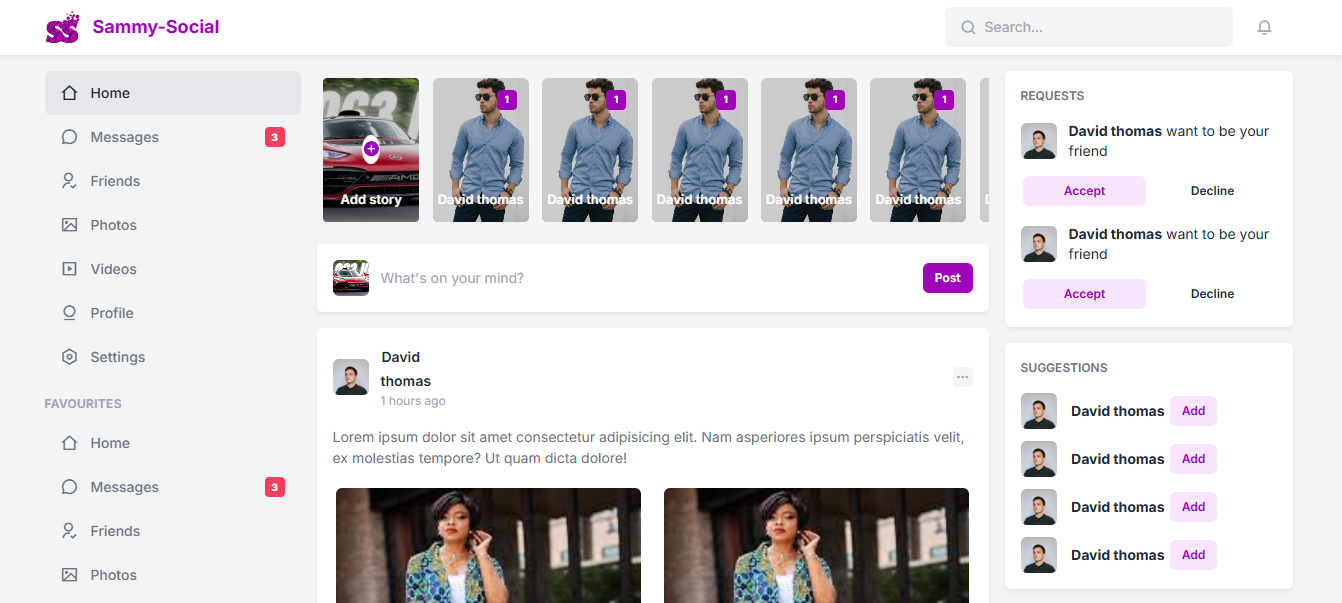 Sammy-Social
Search...
Home
Messages
3
Friends
Photos
Videos
Profile
Settings
FAVOURITES
Home
Messages
3
Friends
Photos
Add story
1
David thomas
1
David thomas
1
David thomas
1
David thomas
1
David thomas
What's on your mind?
Post
David
thomas
1 hours ago
Lorem ipsum dolor sit amet consectetur adipisicing elit. Nam asperiores ipsum perspiciatis velit,
ex molestias tempore? Ut quam dicta dolore!
REQUESTS
David thomas want to be your
friend
Accept
Decline
David thomas want to be your
friend
Accept
Decline
SUGGESTIONS
David thomas
Add
David thomas
Add
David thomas
Add
David thomas
Add